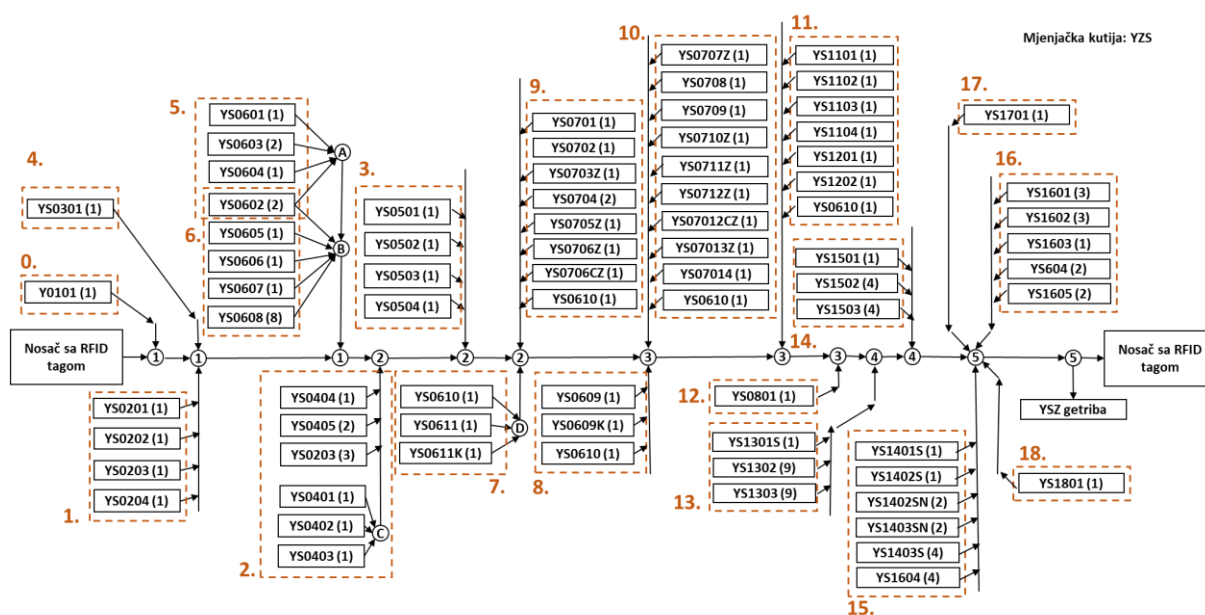 Mjenjačka kutija: YZS
0.
Y0101 (1)
Nosač sa RFID
tagom
4.
YS0301 (1)
1.
YS0201 (1)
YS0202 (1)
YS0203 (1)
YS0204 (1)
5.
YS0601 (1)
YS0603 (2)
YS0604 (1)
YS0602 (2)
6.
YS0605 (1)
YS0606 (1)
YS0607 (1)
YS0608 (8)
A
B
2.
YS0404 (1)
YS0405 (2)
YS0203 (3)
YS0401 (1)
YS0402 (1)
YS0403 (1)
C
3.
YS0501 (1)
YS0502 (1)
YS0503 (1)
YS0504 (1)
7.
YS0610 (1)
YS0611 (1)
YS0611K (1)
D
9.
YS0701 (1)
YS0702 (1)
YS0703Z (1)
YS0704 (2)
YS0705Z (1)
YS0706Z (1)
YS0706CZ (1)
YS0610 (1)
8.
YS0609 (1)
YS0609K (1)
YS0610 (1)
10.
YS0707Z (1)
YS0708 (1)
YS0709 (1)
YS0710Z (1)
YS0711Z (1)
YS0712Z (1)
YS07012CZ (1)
YS07013Z (1)
YS07014 (1)
YS0610 (1)
11.
YS1101 (1)
YS1102 (1)
YS1103 (1)
YS1104 (1)
YS1201 (1)
YS1202 (1)
YS0610 (1)
14.
YS1501 (1)
YS1502 (4)
YS1503 (4)
12.
YS0801 (1)
13.
YS1301S (1)
YS1302 (9)
YS1303 (9)
15.
YS1401S (1)
YS1402S (1)
YS1402SN (2)
YS1403SN (2)
YS1403S (4)
YS1604 (4)
17.
YS1701 (1)
16.
YS1601 (3)
YS1602 (3)
YS1603 (1)
YS604 (2)
YS1605 (2)
18.
YS1801 (1)
1 1 1 2 2 2 3 3 3 4 4 5 5
YSZ getriba
Nosač sa RFID
tagom